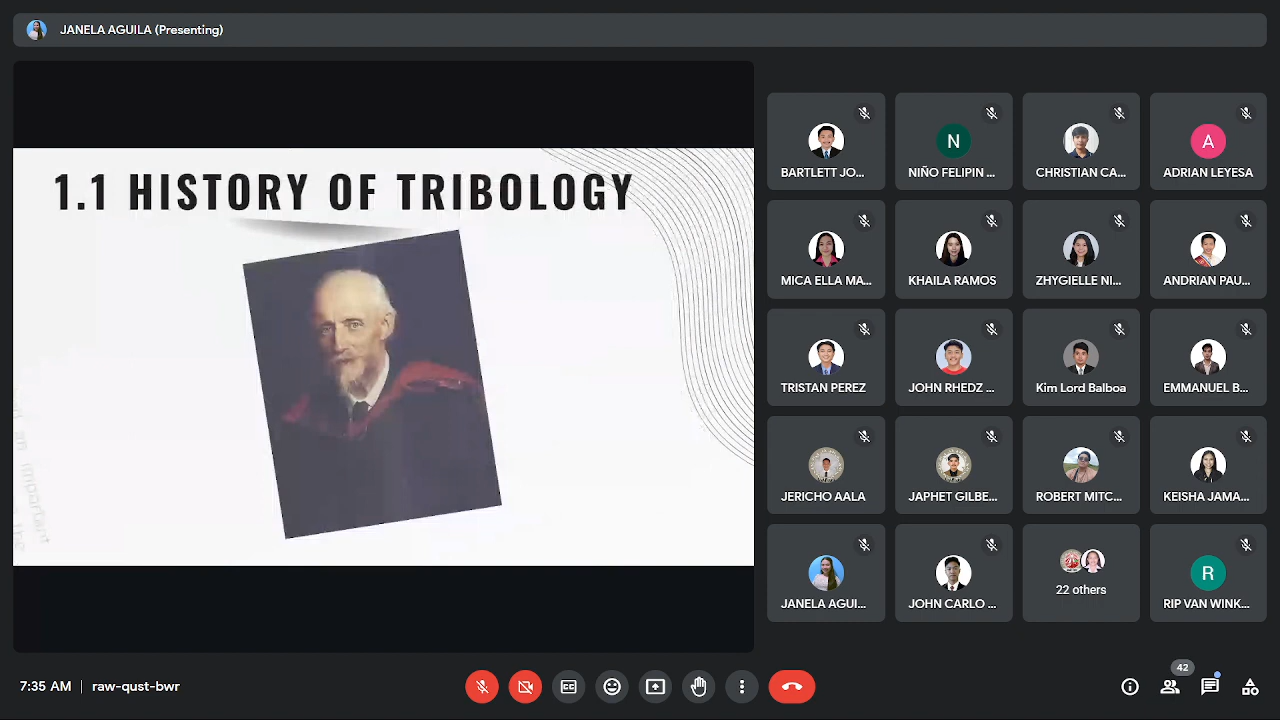 JANELA AGUILA (Presenting)
1.1 HISTORY OF TRIBOLOGY
BARTLETT JO...
NIÑO FELIPIN ...
CHRISTIAN CA...
ADRIAN LEYESA
N
A
MICA ELLA MA...
KHAILA RAMOS
ZHYGIELLE NI...
ANDRIAN PAU...
TRISTAN PEREZ
JOHN RHEDZ ...
Kim Lord Balboa
EMMANUEL B...
JERICHO AALA
JAPHET GILBE...
ROBERT MITC...
KEISHA JAMA...
JANELA AGUI...
JOHN CARLO ...
22 others
R
RIP VAN WINK...
7:35 AM
raw-qust-bwr
CC
42